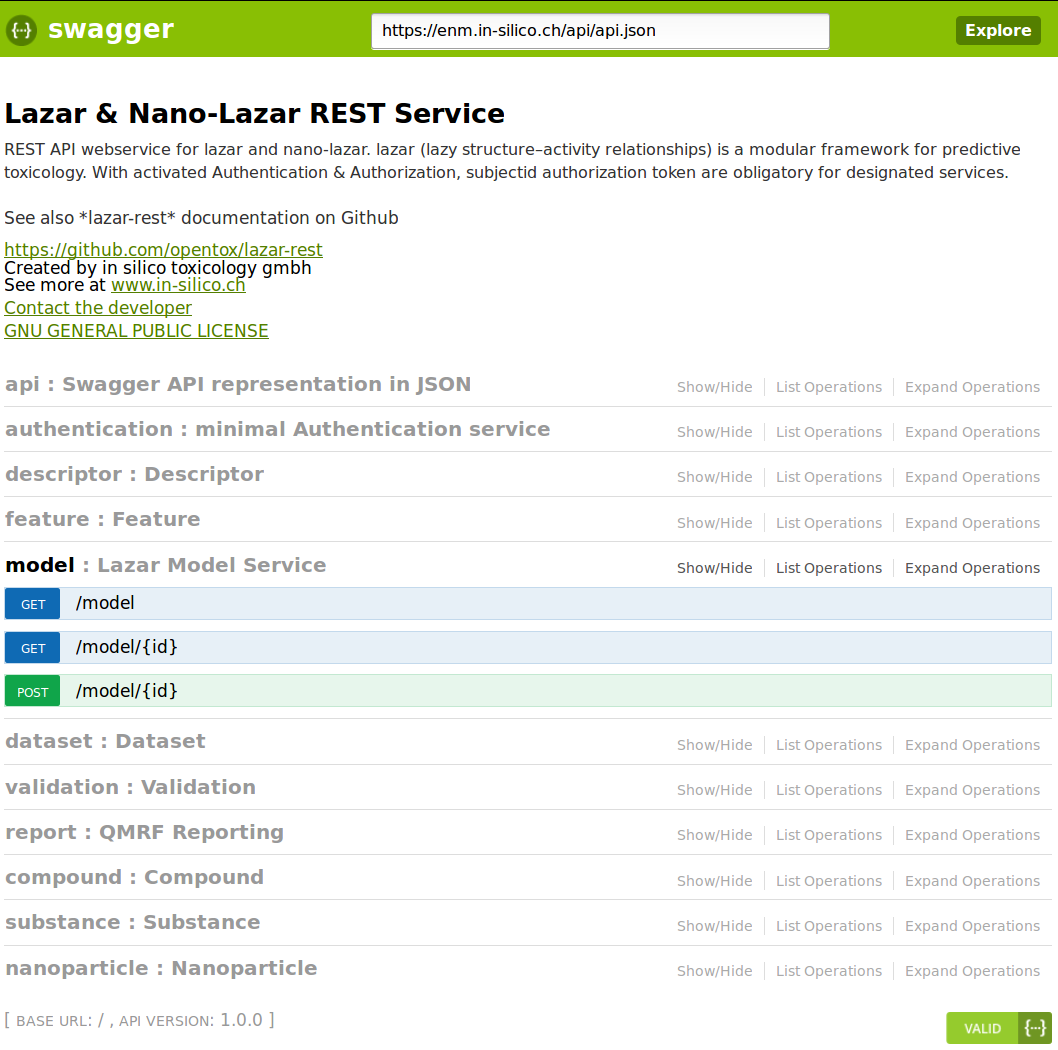 {···} swagger https://enm.in-silico.ch/api/api.json Explore
Lazar & Nano-Lazar REST Service
REST API webservice for lazar and nano-lazar. lazar (lazy structure–activity relationships) is a modular framework for predictive
toxicology. With activated Authentication & Authorization, subjectid authorization token are obligatory for designated services.
See also *lazar-rest* documentation on Github
https://github.com/opentox/lazar-rest
Created by in silico toxicology gmbh
See more at www.in-silico.ch
Contact the developer
GNU GENERAL PUBLIC LICENSE
api : Swagger API representation in JSON Show/Hide List Operations Expand Operations
authentication : minimal Authentication service Show/Hide List Operations Expand Operations
descriptor : Descriptor Show/Hide List Operations Expand Operations
feature : Feature Show/Hide List Operations Expand Operations
model : Lazar Model Service Show/Hide List Operations Expand Operations
GET /model
GET /model/{id}
POST /model/{id}
dataset : Dataset Show/Hide List Operations Expand Operations
validation : Validation Show/Hide List Operations Expand Operations
report : QMRF Reporting Show/Hide List Operations Expand Operations
compound : Compound Show/Hide List Operations Expand Operations
substance : Substance Show/Hide List Operations Expand Operations
nanoparticle : Nanoparticle Show/Hide List Operations Expand Operations
[ BASE URL: / , API VERSION: 1.0.0 ] VALID {···}